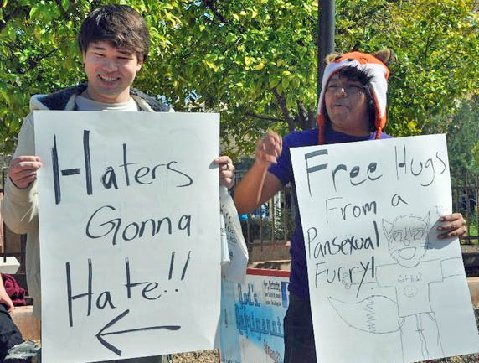 Haters
Gonna
Hate!!
Free Hugs
From a
Pansexual
Furry!